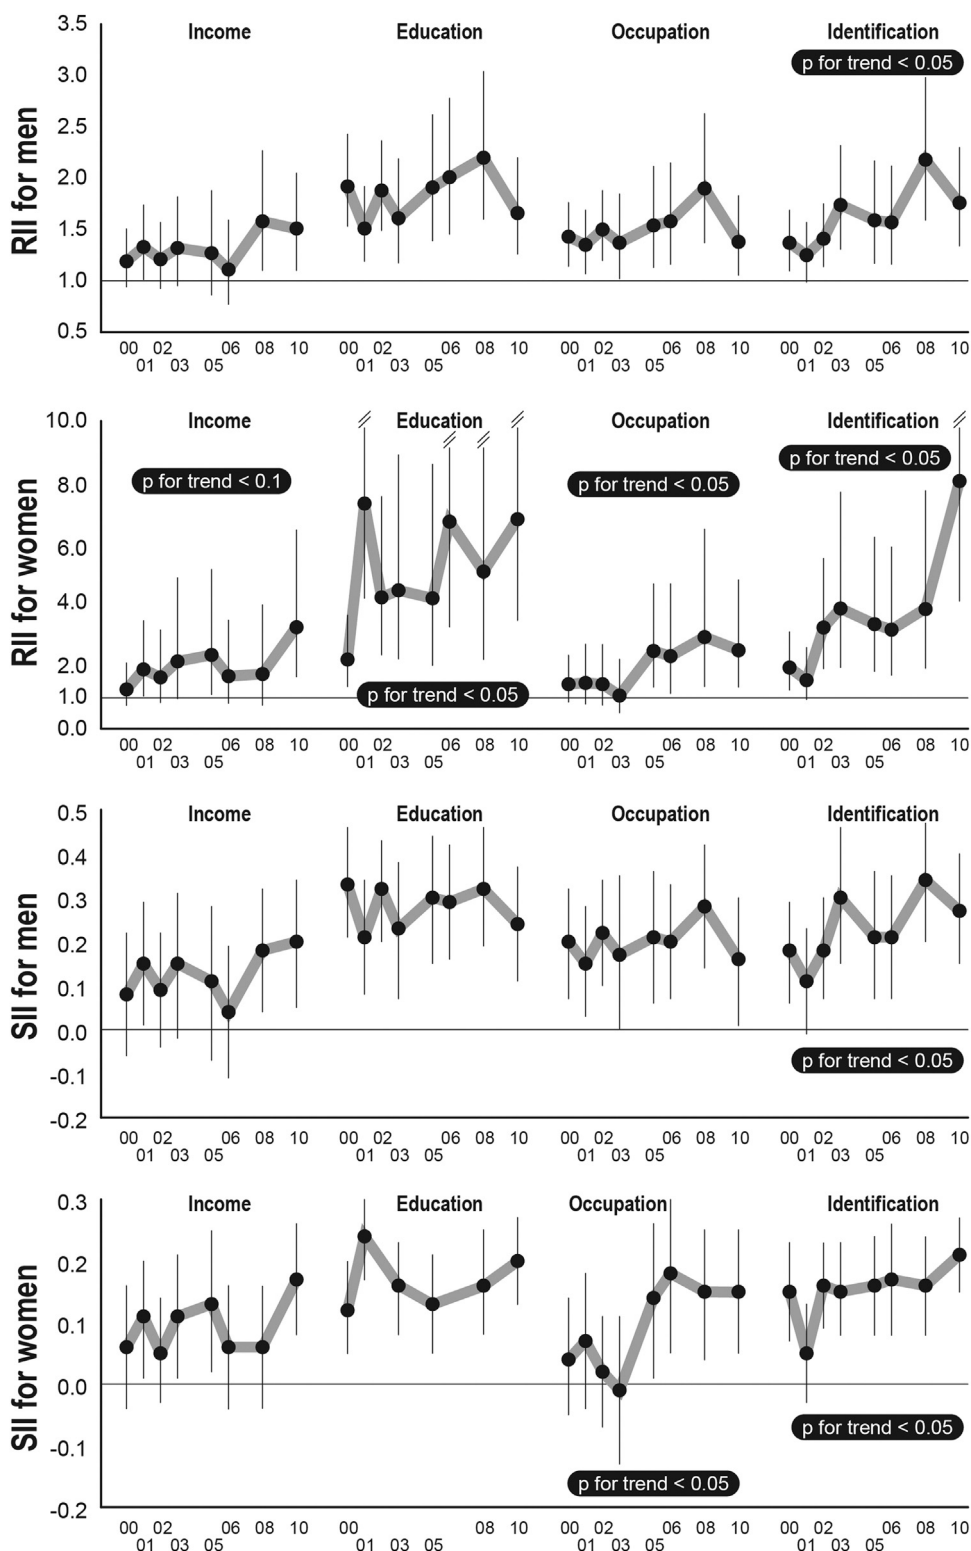 3.5
Income Education Occupation Identification
p for trend < 0.05
3.0
2.5
2.0
1.5
1.0
0.5
RII for men
00 02 06 08 10 00 02 06 08 10 00 02 06 08 10 00 02 06 08 10
01 03 05 01 03 05 01 03 05 01 03 05
10.0
Income Education Occupation Identification
p for trend < 0.05
p for trend < 0.1
p for trend < 0.05
8.0
6.0
4.0
2.0
p for trend < 0.05
1.0
0.0
RII for women
00 02 06 08 10 00 02 06 08 10 00 02 06 08 10 00 02 06 08 10
01 03 05 01 03 05 01 03 05 01 03 05
0.5
Income Education Occupation Identification
0.4
0.3
0.2
0.1
0.0
p for trend < 0.05
-0.1
-0.2
SII for men
00 02 06 08 10 00 02 06 08 10 00 02 06 08 10 00 02 06 08 10
01 03 05 01 03 05 01 03 05 01 03 05
0.3
Income Education Occupation Identification
0.2
0.1
0.0
p for trend < 0.05
-0.1
p for trend < 0.05
-0.2
SII for women
00 02 06 08 10 00 08 10 00 02 06 08 10 00 02 06 08 10
01 03 05 01 03 05 01 03 05 01 03 05